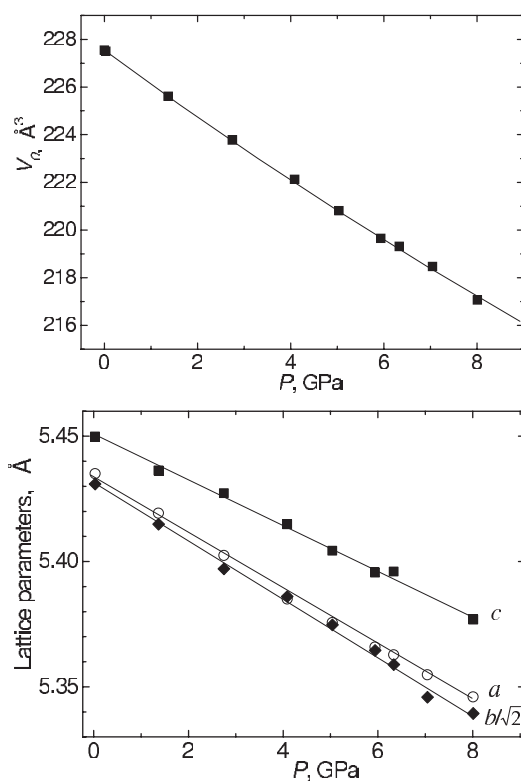 228
226
224
222
220
218
216
V₀, Å³
0 2 4 6 8
P, GPa
5.45
5.40
5.35
Lattice parameters, Å
c
a
b/√2
0 2 4 6 8
P, GPa